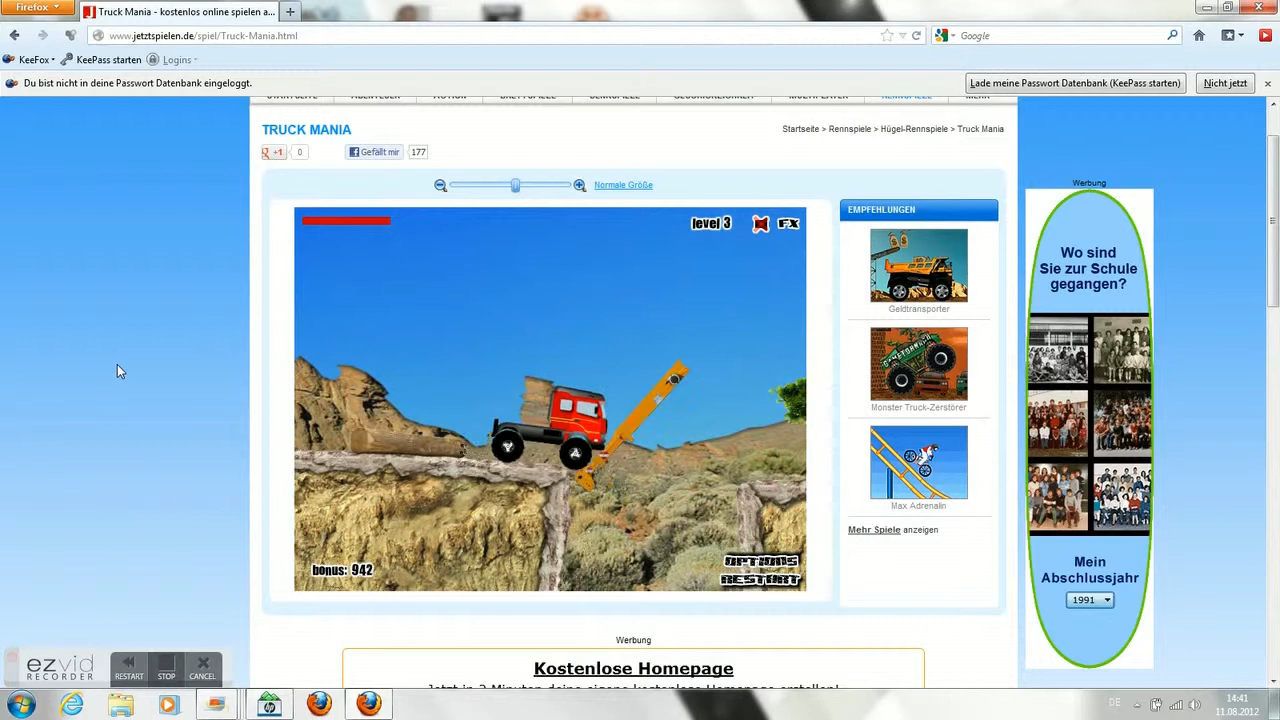 Firefox
Truck Mania - kostenlos online spielen a...
www.jetztspielen.de/spiel/Truck-Mania.html
Google
KeeFox
KeePass starten
Logins
Du bist nicht in deine Passwort Datenbank eingeloggt.
Lade meine Passwort Datenbank (KeePass starten)
Nicht jetzt
TRUCK MANIA
Startseite > Rennspiele > Hügel-Rennspiele > Truck Mania
+1
0
Gefällt mir
177
Normale Größe
level 3
FX
bonus: 942
OPTIONS
RESTART
EMPFEHLUNGEN
Geldtransporter
Monster Truck-Zerstörer
Max Adrenalin
Mehr Spiele anzeigen
Werbung
Wo sind
Sie zur Schule
gegangen?
Mein
Abschlussjahr
1991
Werbung
Kostenlose Homepage
ezvid
RECORDER
RESTART
STOP
CANCEL
DE
14:41
11.08.2012